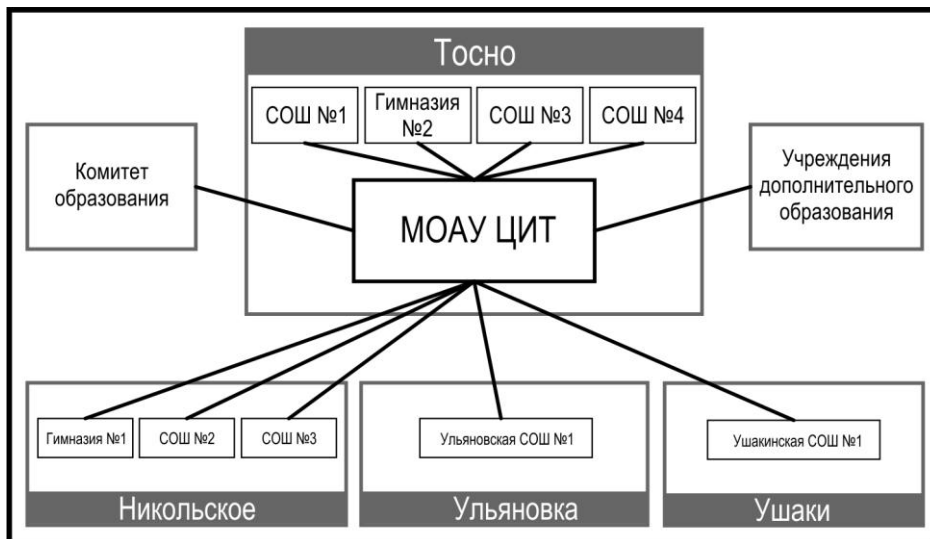 Тосно
СОШ №1
Гимназия
№2
СОШ №3
СОШ №4
Комитет
образования
МОАУ ЦИТ
Учреждения
дополнительного
образования
Гимназия №1
СОШ №2
СОШ №3
Ульяновская СОШ №1
Ушакинская СОШ №1
Никольское
Ульяновка
Ушаки